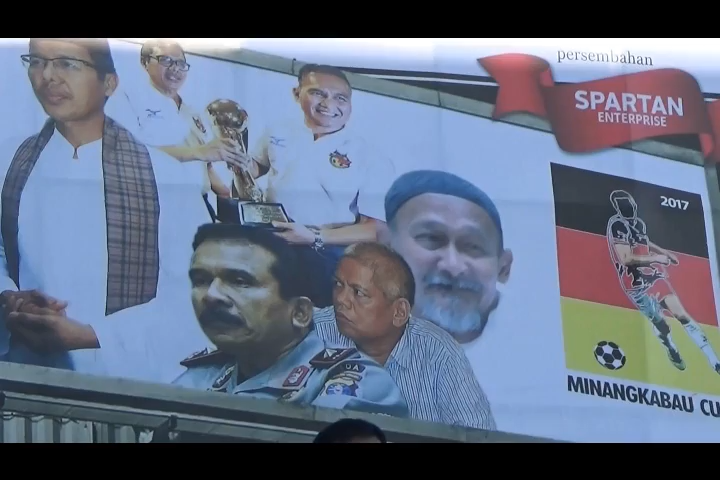 persembahan
SPARTAN
ENTERPRISE
2017
MINANGKABAU CU